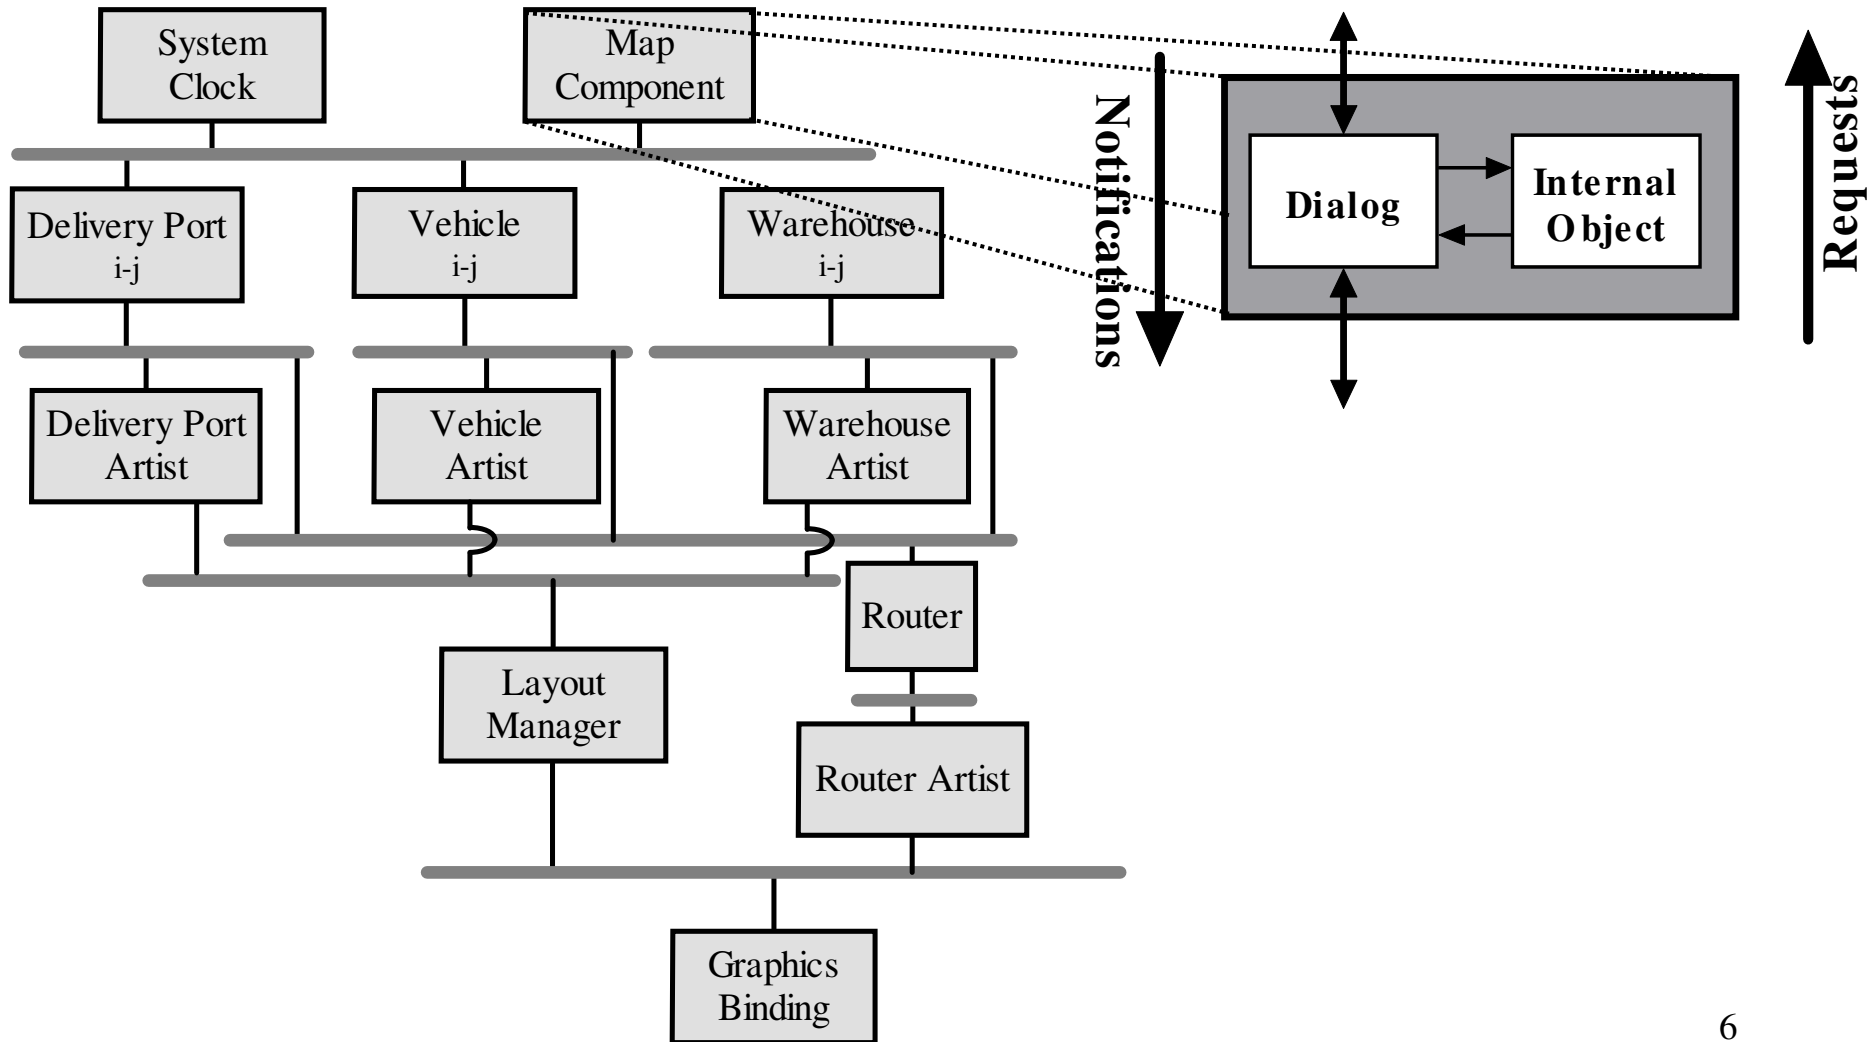 System
Clock
Map
Component
Notifications
Requests
Dialog
Internal
Object
Delivery Port
i-j
Vehicle
i-j
Warehouse
i-j
Delivery Port
Artist
Vehicle
Artist
Warehouse
Artist
Router
Layout
Manager
Router Artist
Graphics
Binding
6